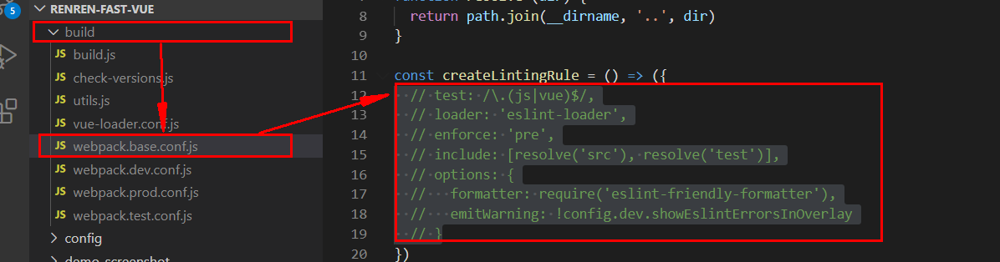 5
RENREN-FAST-VUE
build
JS build.js
JS check-versions.js
JS utils.js
JS vue-loader.conf.js
JS webpack.base.conf.js
JS webpack.dev.conf.js
JS webpack.prod.conf.js
JS webpack.test.conf.js
config
demo-screenshot
8 return path.join(__dirname, '..', dir)
9 }
10
11 const createLintingRule = () => ({
12 // test: /\.(js|vue)$/,
13 // loader: 'eslint-loader',
14 // enforce: 'pre',
15 // include: [resolve('src'), resolve('test')],
16 // options: {
17 // formatter: require('eslint-friendly-formatter'),
18 // emitWarning: !config.dev.showEslintErrorsInOverlay
19 // }
20 })